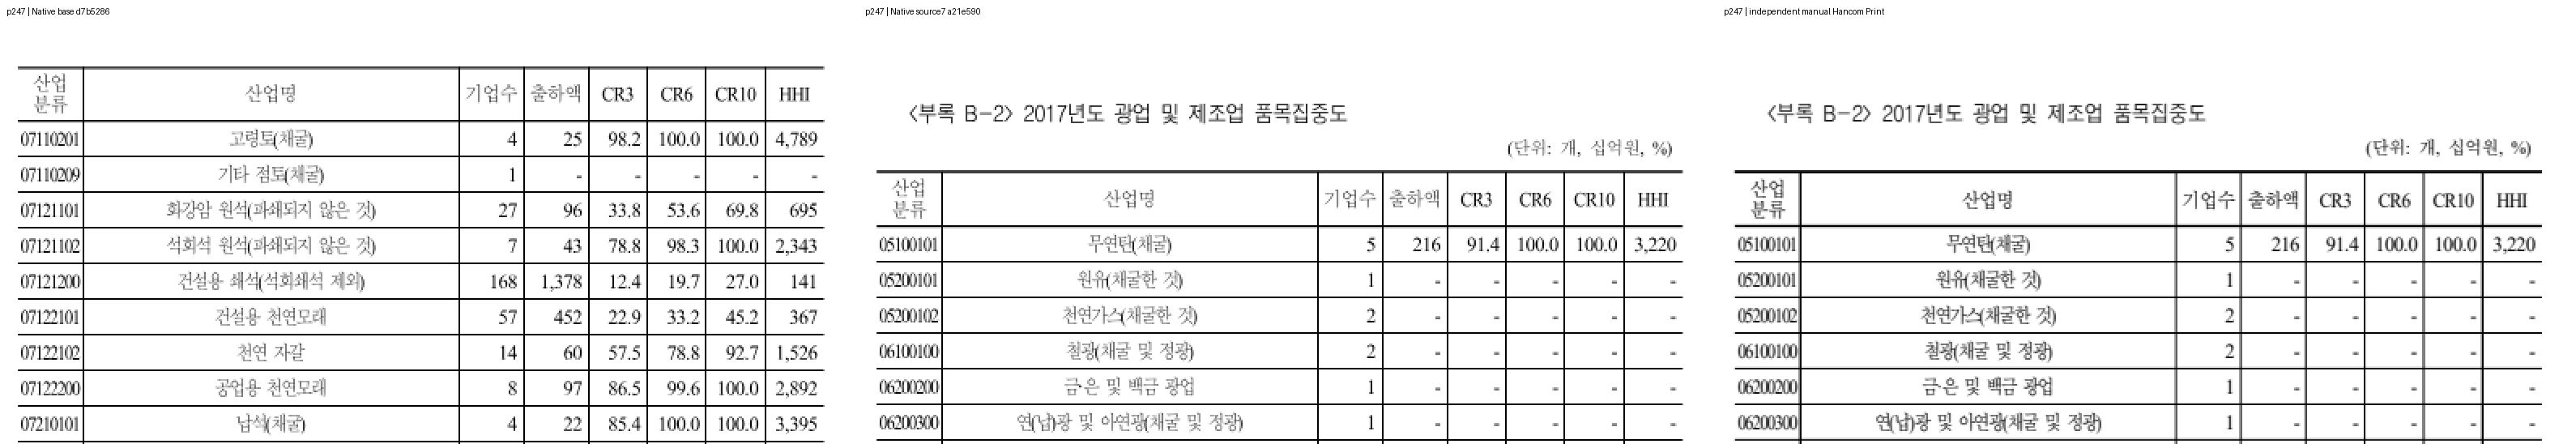 p247 | Native base d7b5286
산업
분류 산업명 기업수 출하액 CR3 CR6 CR10 HHI
07110201 고령토(채굴) 4 25 98.2 100.0 100.0 4,789
07110209 기타 점토(채굴) 1 - - - - -
07121101 화강암 원석(파쇄되지 않은 것) 27 96 33.8 53.6 69.8 695
07121102 석회석 원석(파쇄되지 않은 것) 7 43 78.8 98.3 100.0 2,343
07121200 건설용 쇄석(석회쇄석 제외) 168 1,378 12.4 19.7 27.0 141
07122101 건설용 천연모래 57 452 22.9 33.2 45.2 367
07122102 천연 자갈 14 60 57.5 78.8 92.7 1,526
07122200 공업용 천연모래 8 97 86.5 99.6 100.0 2,892
07210101 납석(채굴) 4 22 85.4 100.0 100.0 3,395
p247 | Native source7 a21e590
<부록 B-2> 2017년도 광업 및 제조업 품목집중도
(단위: 개, 십억원, %)
산업
분류 산업명 기업수 출하액 CR3 CR6 CR10 HHI
05100101 무연탄(채굴) 5 216 91.4 100.0 100.0 3,220
05200101 원유(채굴한 것) 1 - - - - -
05200102 천연가스(채굴한 것) 2 - - - - -
06100100 철광(채굴 및 정광) 2 - - - - -
06200200 금·은 및 백금 광업 1 - - - - -
06200300 연(납)광 및 아연광(채굴 및 정광) 1 - - - - -
p247 | independent manual Hancom Print
<부록 B-2> 2017년도 광업 및 제조업 품목집중도
(단위: 개, 십억원, %)
산업
분류 산업명 기업수 출하액 CR3 CR6 CR10 HHI
05100101 무연탄(채굴) 5 216 91.4 100.0 100.0 3,220
05200101 원유(채굴한 것) 1 - - - - -
05200102 천연가스(채굴한 것) 2 - - - - -
06100100 철광(채굴 및 정광) 2 - - - - -
06200200 금·은 및 백금 광업 1 - - - - -
06200300 연(납)광 및 아연광(채굴 및 정광) 1 - - - - -